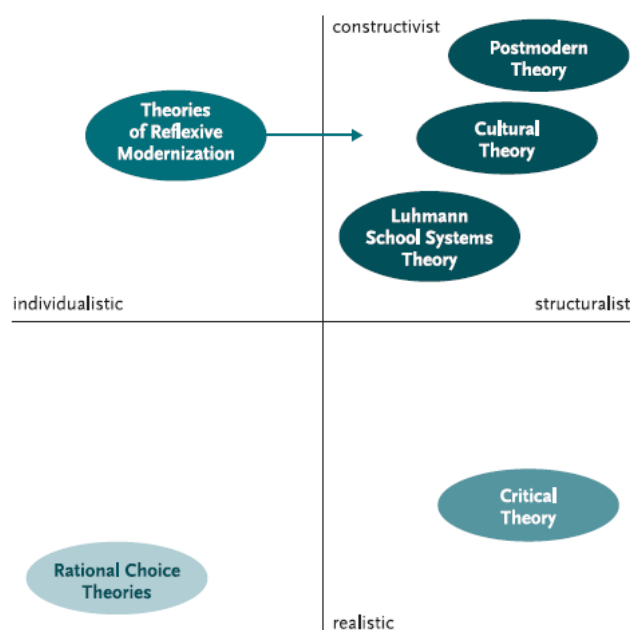 constructivist
Postmodern
Theory
Theories
of Reflexive
Modernization
Cultural
Theory
Luhmann
School Systems
Theory
individualistic
structuralist
Critical
Theory
Rational Choice
Theories
realistic